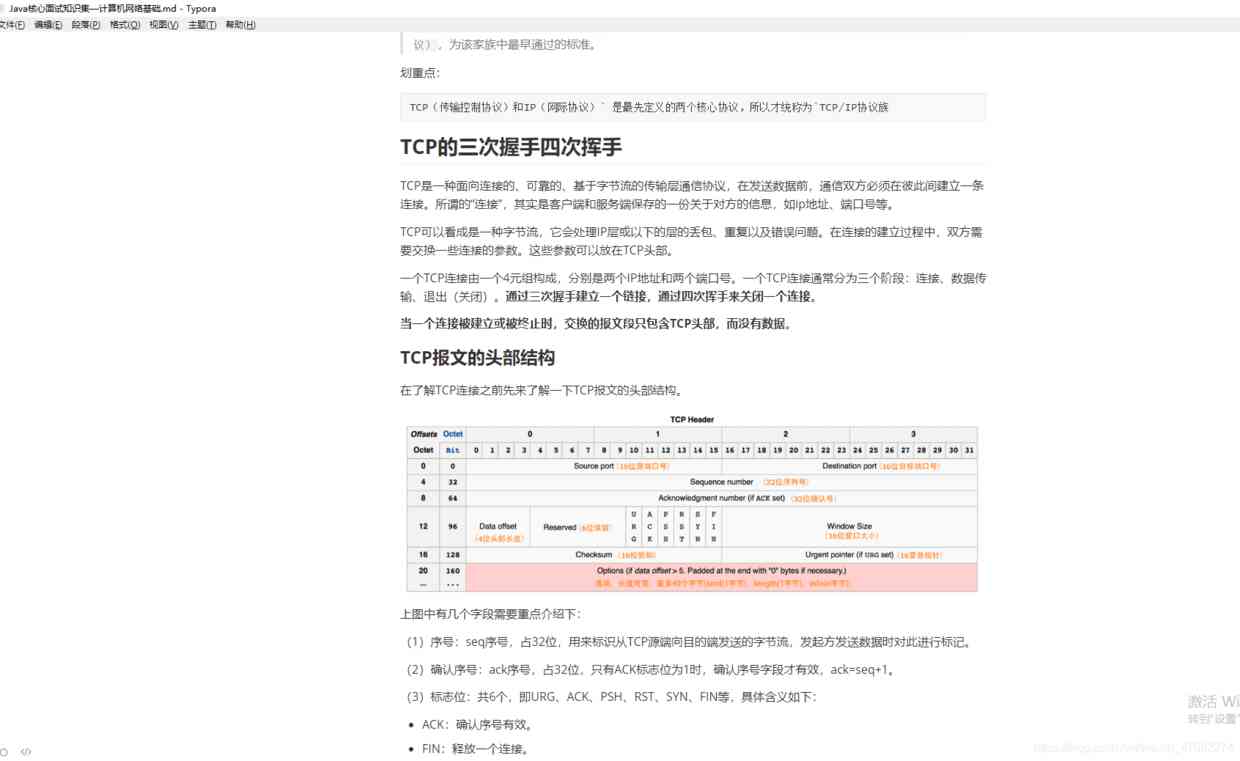 Java核心面试知识集—计算机网络基础.md - Typora
文件(F) 编辑(E) 段落(P) 格式(O) 视图(V) 主题(T) 帮助(H)
议）），为该家族中最早通过的标准。
划重点：
TCP（传输控制协议）和IP（网际协议）` 是最先定义的两个核心协议，所以才统称为`TCP/IP协议族
TCP的三次握手四次挥手
TCP是一种面向连接的、可靠的、基于字节流的传输层通信协议，在发送数据前，通信双方必须在彼此间建立一条
连接。所谓的“连接”，其实是客户端和服务端保存的一份关于对方的信息，如ip地址、端口号等。
TCP可以看成是一种字节流，它会处理IP层或以下的层的丢包、重复以及错误问题。在连接的建立过程中，双方需
要交换一些连接的参数。这些参数可以放在TCP头部。
一个TCP连接由一个4元组构成，分别是两个IP地址和两个端口号。一个TCP连接通常分为三个阶段：连接、数据传
输、退出（关闭）。通过三次握手建立一个链接，通过四次挥手来关闭一个连接。
当一个连接被建立或被终止时，交换的报文段只包含TCP头部，而没有数据。
TCP报文的头部结构
在了解TCP连接之前先来了解一下TCP报文的头部结构。
TCP Header
Offsets Octet 0 1 2 3
Octet Bit 0 1 2 3 4 5 6 7 8 9 10 11 12 13 14 15 16 17 18 19 20 21 22 23 24 25 26 27 28 29 30 31
0 0 Source port（16位源端口号） Destination port（16位目标端口号）
4 32 Sequence number （32位序列号）
8 64 Acknowledgment number (if ACK set)（32位确认号）
12 96 Data offset（4位头部长度） Reserved（6位保留） URG ACK PSH RST SYN FIN Window Size（16位窗口大小）
16 128 Checksum（16校验和） Urgent pointer (if URG set)（16紧急指针）
20 160 Options (if data offset > 5. Padded at the end with "0" bytes if necessary.)
... ...
上图中有几个字段需要重点介绍下：
（1）序号：seq序号，占32位，用来标识从TCP源端向目的端发送的字节流，发起方发送数据时对此进行标记。
（2）确认序号：ack序号，占32位，只有ACK标志位为1时，确认序号字段才有效，ack=seq+1。
（3）标志位：共6个，即URG、ACK、PSH、RST、SYN、FIN等，具体含义如下：
• ACK：确认序号有效。
• FIN：释放一个连接。
激活 Wi
转到"设置"